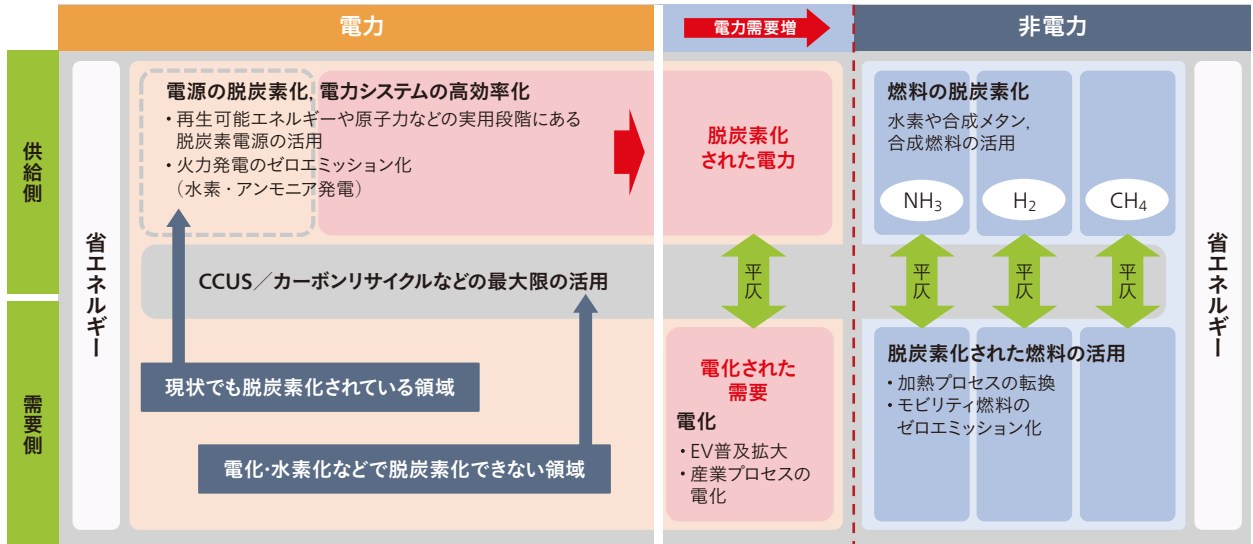 電力
電力需要増
非電力
供給側
需要側
省エネルギー
電源の脱炭素化，電力システムの高効率化
・再生可能エネルギーや原子力などの実用段階にある
脱炭素電源の活用
・火力発電のゼロエミッション化
（水素・アンモニア発電）
脱炭素化
された電力
燃料の脱炭素化
水素や合成メタン，
合成燃料の活用
NH₃
H₂
CH₄
省エネルギー
CCUS／カーボンリサイクルなどの最大限の活用
平仄
平仄
平仄
平仄
現状でも脱炭素化されている領域
電化・水素化などで脱炭素化できない領域
電化された
需要
電化
・EV普及拡大
・産業プロセスの
電化
脱炭素化された燃料の活用
・加熱プロセスの転換
・モビリティ燃料の
ゼロエミッション化